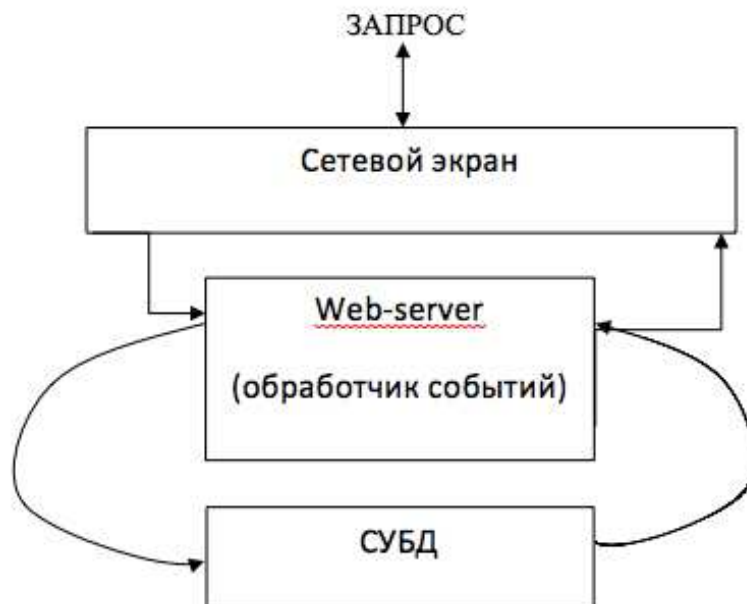 ЗАПРОС
Сетевой экран
Web-server
(обработчик событий)
СУБД